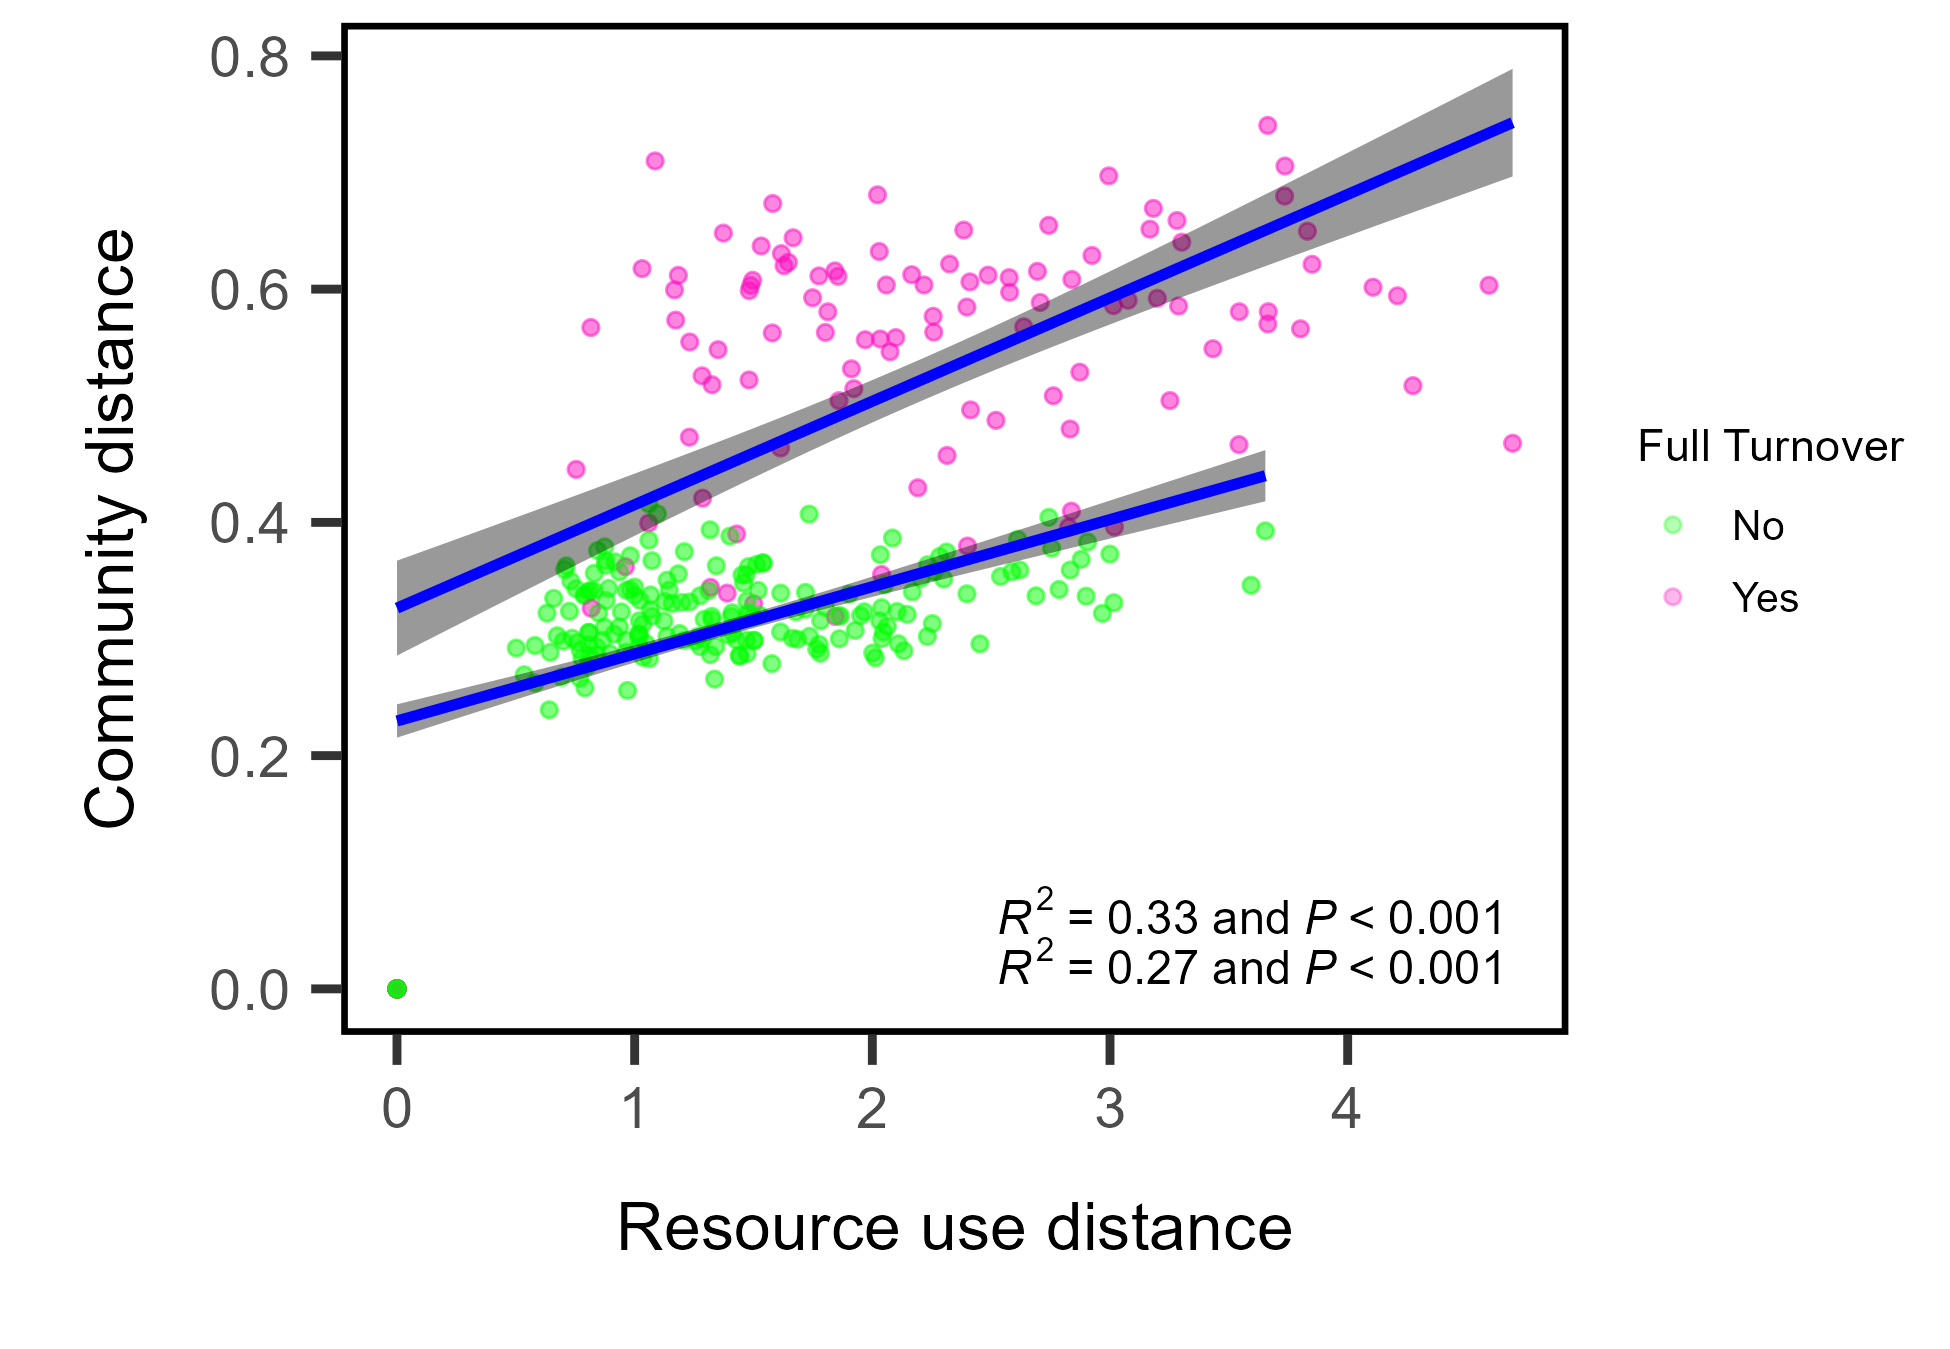 0.8
0.6
0.4
0.2
0.0
Community distance
R² = 0.33 and P < 0.001
R² = 0.27 and P < 0.001
0 1 2 3 4
Resource use distance
Full Turnover
No
Yes